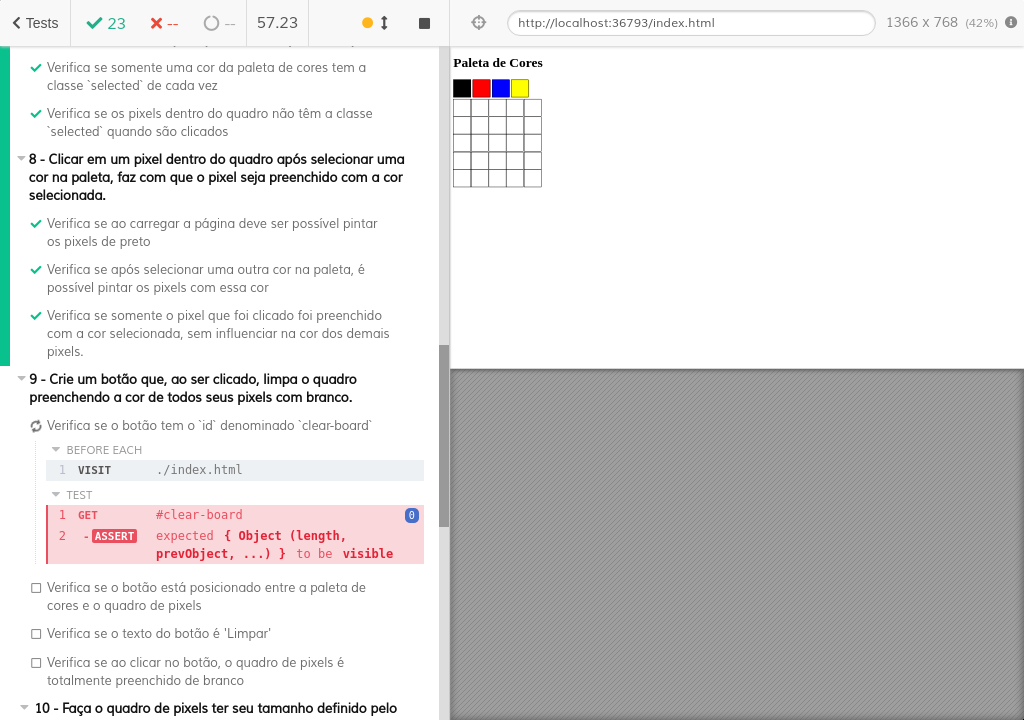 Tests
23
--
--
57.23
http://localhost:36793/index.html
1366 x 768 (42%)
Verifica se somente uma cor da paleta de cores tem a
classe `selected` de cada vez
Verifica se os pixels dentro do quadro não têm a classe
`selected` quando são clicados
8 - Clicar em um pixel dentro do quadro após selecionar uma
cor na paleta, faz com que o pixel seja preenchido com a cor
selecionada.
Verifica se ao carregar a página deve ser possível pintar
os pixels de preto
Verifica se após selecionar uma outra cor na paleta, é
possível pintar os pixels com essa cor
Verifica se somente o pixel que foi clicado foi preenchido
com a cor selecionada, sem influenciar na cor dos demais
pixels.
9 - Crie um botão que, ao ser clicado, limpa o quadro
preenchendo a cor de todos seus pixels com branco.
Verifica se o botão tem o `id` denominado `clear-board`
BEFORE EACH
1 VISIT ./index.html
TEST
1 GET #clear-board 0
2 -ASSERT expected { Object (length,
prevObject, ...) } to be visible
Verifica se o botão está posicionado entre a paleta de
cores e o quadro de pixels
Verifica se o texto do botão é 'Limpar'
Verifica se ao clicar no botão, o quadro de pixels é
totalmente preenchido de branco
10 - Faça o quadro de pixels ter seu tamanho definido pelo
Paleta de Cores